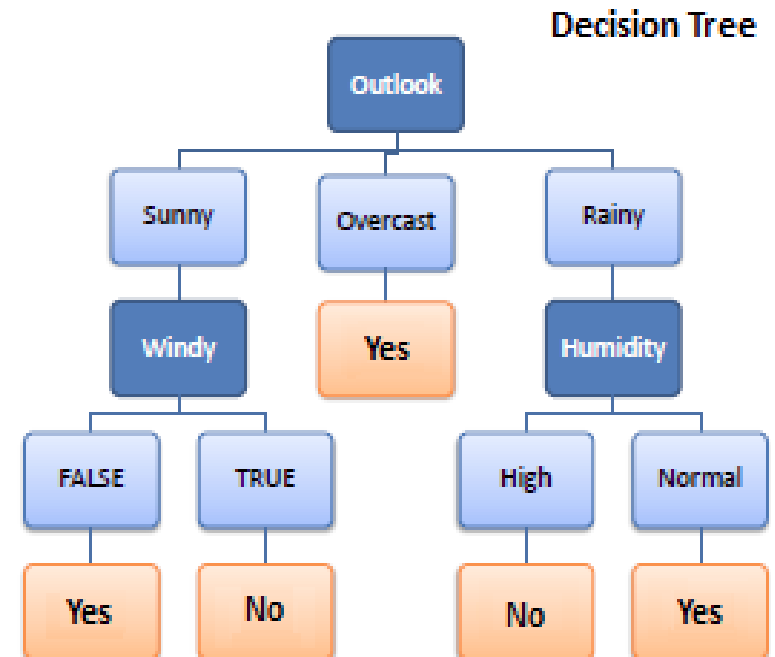 Decision Tree
Outlook
Sunny
Overcast
Rainy
Windy
Yes
Humidity
FALSE
TRUE
High
Normal
Yes
No
No
Yes